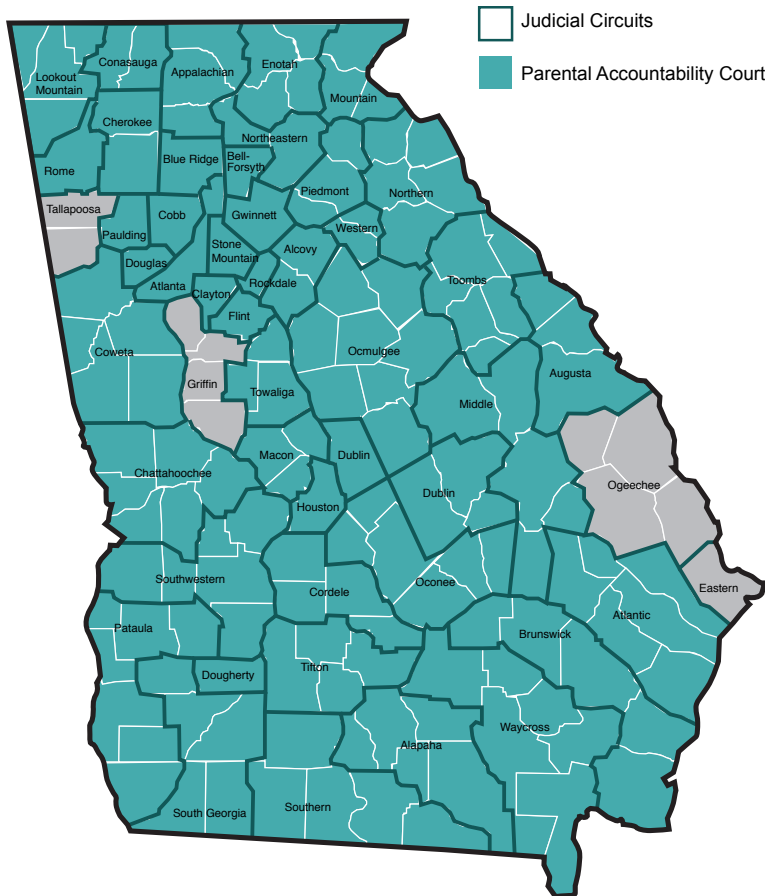 Judicial Circuits
Parental Accountability Court
Lookout
Mountain
Conasauga
Appalachian
Enotah
Mountain
Cherokee
Northeastern
Blue Ridge
Bell-
Forsyth
Rome
Piedmont
Northern
Tallapoosa
Paulding
Cobb
Gwinnett
Western
Douglas
Stone
Mountain
Alcovy
Toombs
Atlanta
Clayton
Rockdale
Flint
Coweta
Ocmulgee
Augusta
Griffin
Towaliga
Middle
Macon
Dublin
Chattahoochee
Dublin
Ogeechee
Houston
Southwestern
Cordele
Oconee
Eastern
Atlantic
Pataula
Brunswick
Dougherty
Tifton
Waycross
Alapaha
South Georgia
Southern